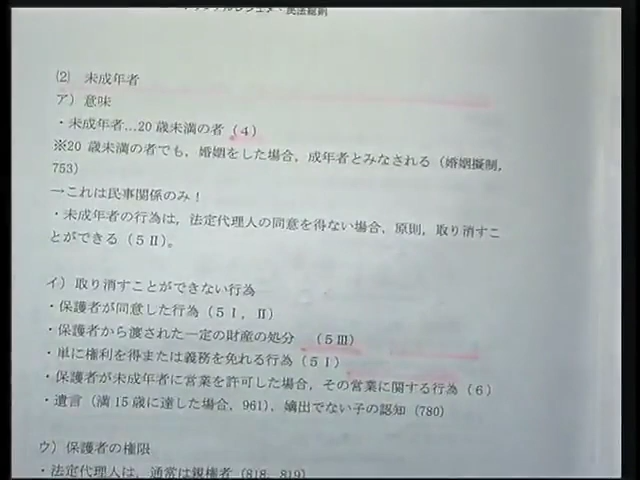 民法総則
(2) 未成年者
ア）意味
・未成年者…20歳未満の者（4）
※20歳未満の者でも，婚姻をした場合，成年者とみなされる（婚姻擬制，
753）
→これは民事関係のみ！
・未成年者の行為は，法定代理人の同意を得ない場合、原則，取り消すこ
とができる（5Ⅱ）。
イ）取り消すことができない行為
・保護者が同意した行為（5Ⅰ，Ⅱ）
・保護者から渡された一定の財産の処分　（5Ⅲ）
・単に権利を得または義務を免れる行為（5Ⅰ）
・保護者が未成年者に営業を許可した場合，その営業に関する行為（6）
・遺言（満15歳に達した場合，961），嫡出でない子の認知（780）
ウ）保護者の権限
・法定代理人は，通常は親権者（818，819）